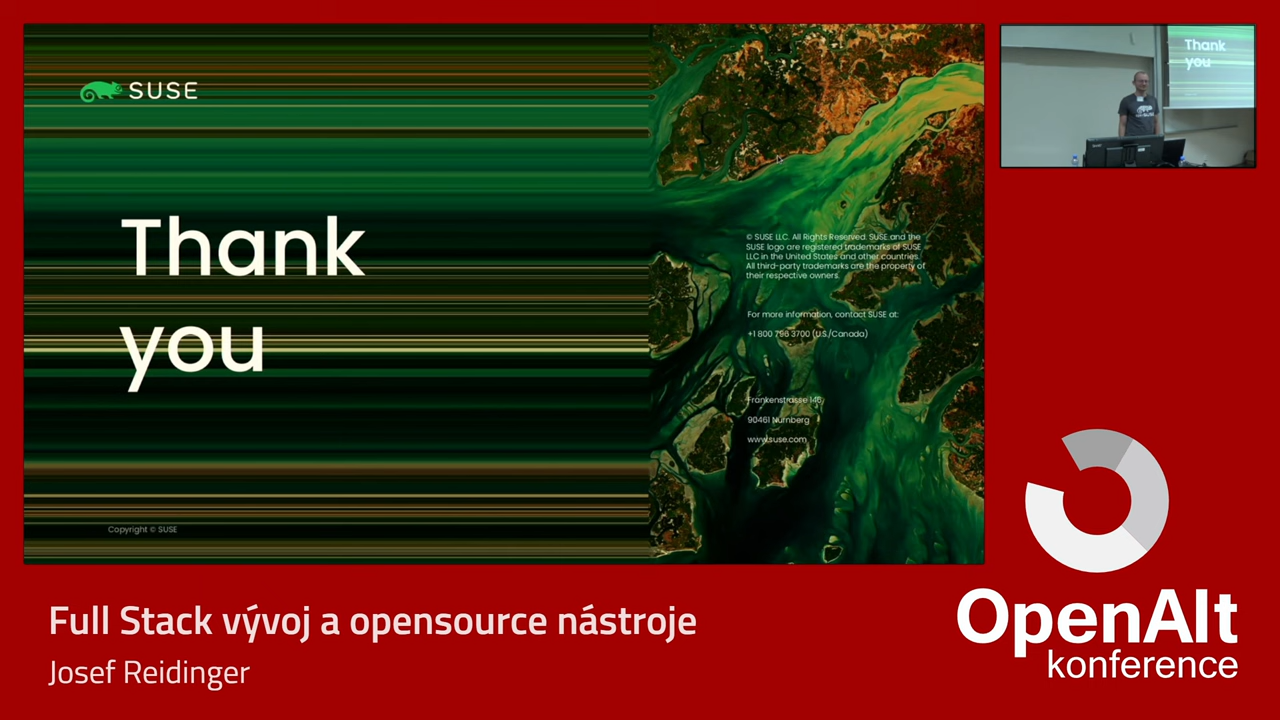 SUSE
Thank
you
© SUSE LLC. All Rights Reserved. SUSE and the
SUSE logo are registered trademarks of SUSE
LLC in the United States and other countries.
All third-party trademarks are the property of
their respective owners.
For more information, contact SUSE at:
+1 800 796 3700 (U.S./Canada)
Frankenstrasse 146
90461 Nürnberg
www.suse.com
Copyright © SUSE
Thank
you
Full Stack vývoj a opensource nástroje
Josef Reidinger
OpenAlt
konference